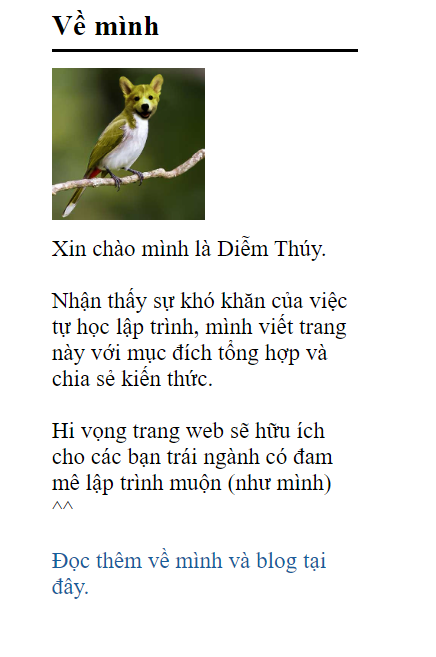 Về mình
Xin chào mình là Diễm Thúy.
Nhận thấy sự khó khăn của việc
tự học lập trình, mình viết trang
này với mục đích tổng hợp và
chia sẻ kiến thức.
Hi vọng trang web sẽ hữu ích
cho các bạn trái ngành có đam
mê lập trình muộn (như mình)
^^
Đọc thêm về mình và blog tại
đây.